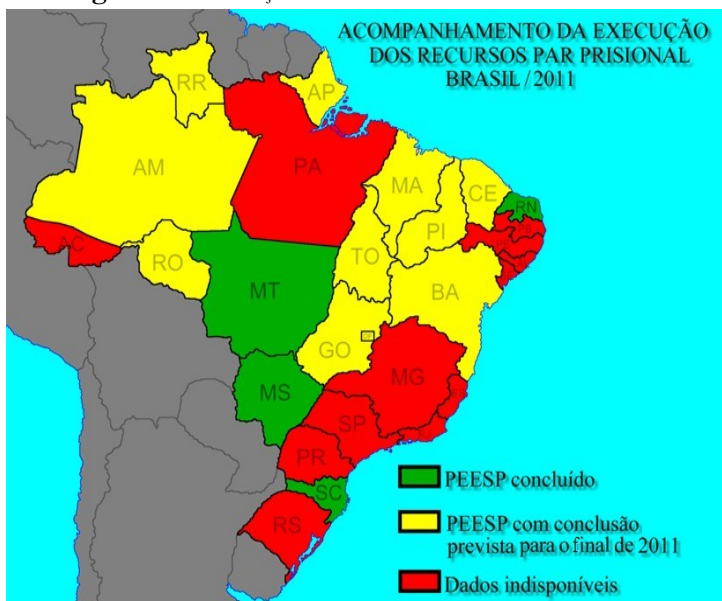 ACOMPANHAMENTO DA EXECUÇÃO
DOS RECURSOS PAR PRISIONAL
BRASIL / 2011
RR
AP
AM
PA
MA
CE
RN
PB
PI
AC
RO
TO
MT
BA
GO
MS
MG
SP
PR
SC
RS
PEESP concluído
PEESP com conclusão
prevista para o final de 2011
Dados indisponíveis